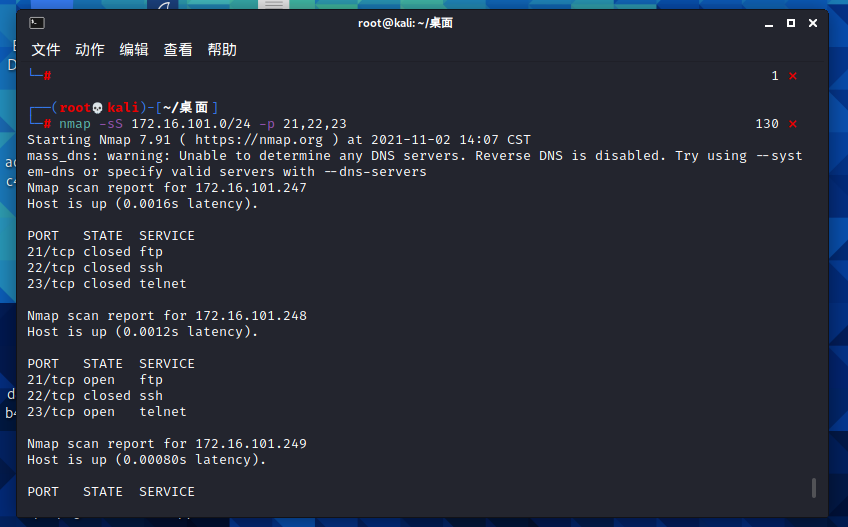 root@kali: ~/桌面
文件 动作 编辑 查看 帮助
└─# 1 ×
┌──(root💀kali)-[~/桌面]
└─# nmap -sS 172.16.101.0/24 -p 21,22,23 130 ×
Starting Nmap 7.91 ( https://nmap.org ) at 2021-11-02 14:07 CST
mass_dns: warning: Unable to determine any DNS servers. Reverse DNS is disabled. Try using --syst
em-dns or specify valid servers with --dns-servers
Nmap scan report for 172.16.101.247
Host is up (0.0016s latency).
PORT STATE SERVICE
21/tcp closed ftp
22/tcp closed ssh
23/tcp closed telnet
Nmap scan report for 172.16.101.248
Host is up (0.0012s latency).
PORT STATE SERVICE
21/tcp open ftp
22/tcp closed ssh
23/tcp open telnet
Nmap scan report for 172.16.101.249
Host is up (0.00080s latency).
PORT STATE SERVICE